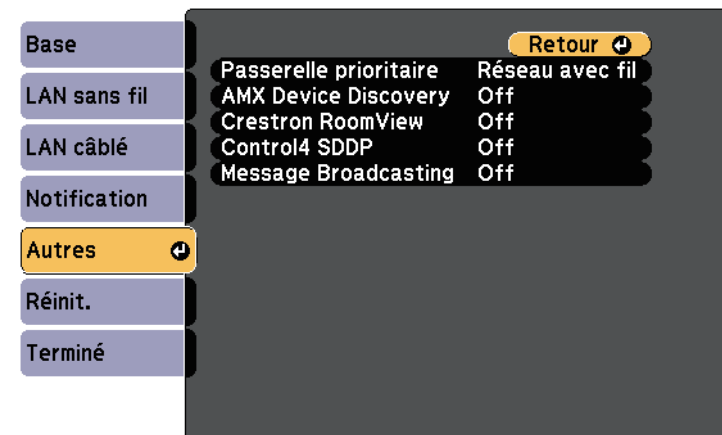 Base
LAN sans fil
LAN câblé
Notification
Autres
Réinit.
Terminé
Retour
Passerelle prioritaire Réseau avec fil
AMX Device Discovery Off
Crestron RoomView Off
Control4 SDDP Off
Message Broadcasting Off